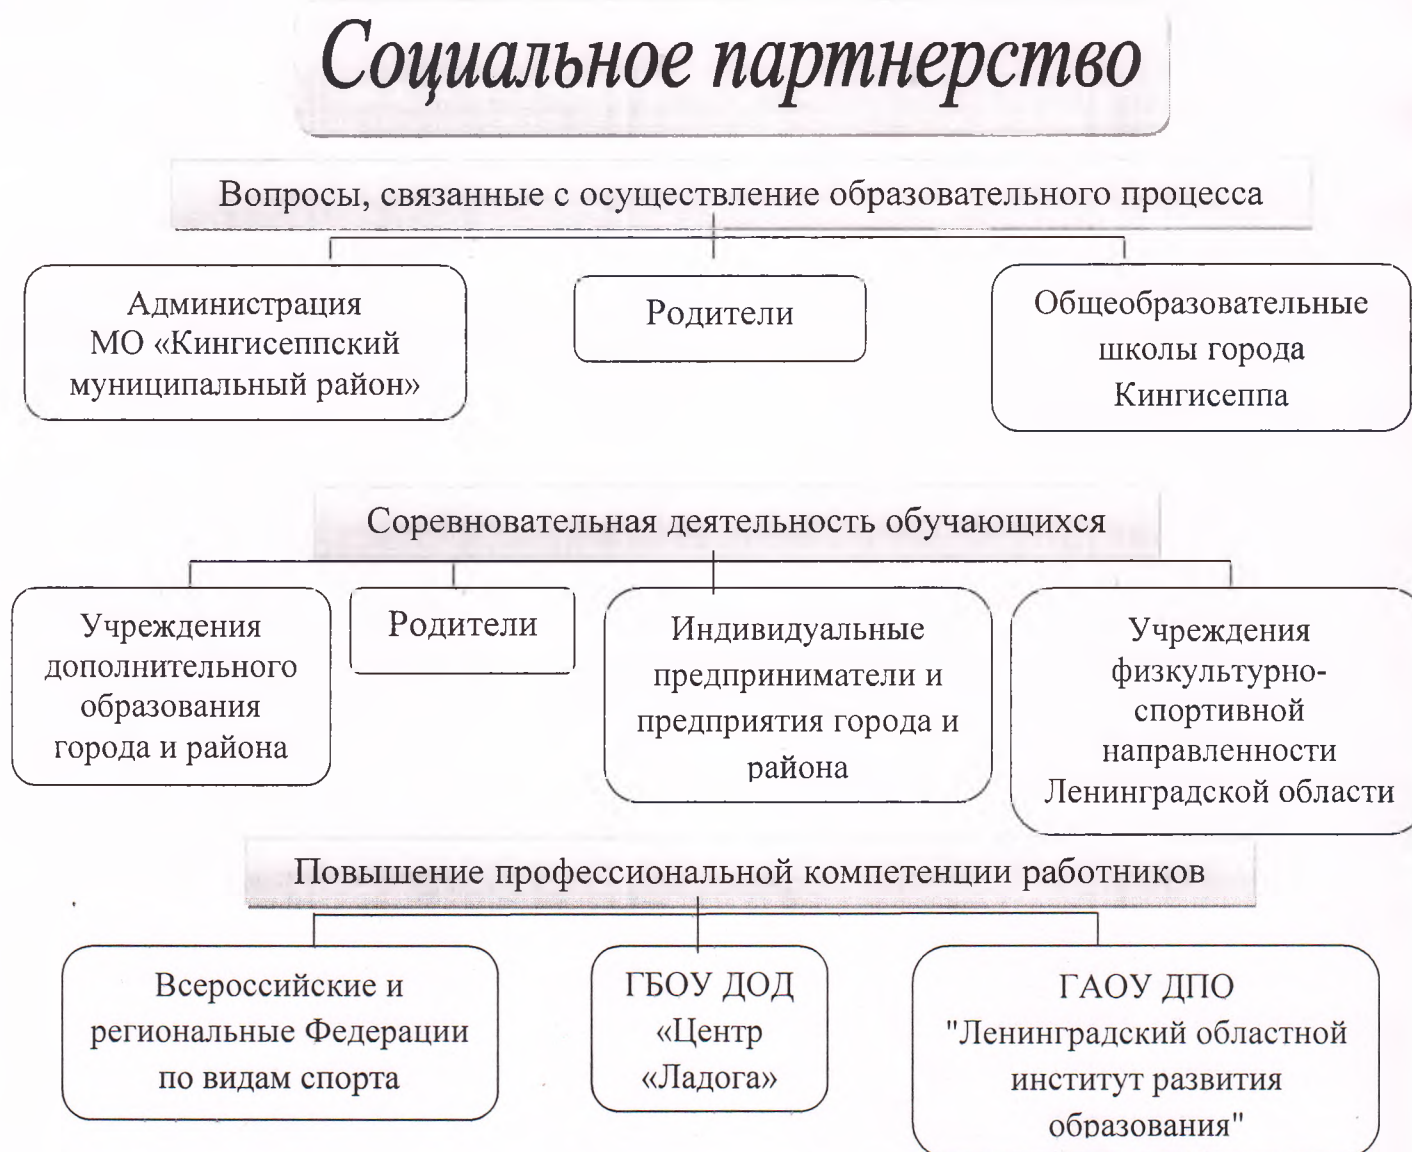 Социальное партнерство
Вопросы, связанные с осуществление образовательного процесса
Администрация
МО «Кингисеппский
муниципальный район»
Родители
Общеобразовательные
школы города
Кингисеппа
Соревновательная деятельность обучающихся
Учреждения
дополнительного
образования
города и района
Родители
Индивидуальные
предприниматели и
предприятия города и
района
Учреждения
физкультурно-
спортивной
направленности
Ленинградской области
Повышение профессиональной компетенции работников
Всероссийские и
региональные Федерации
по видам спорта
ГБОУ ДОД
«Центр
«Ладога»
ГАОУ ДПО
"Ленинградский областной
институт развития
образования"